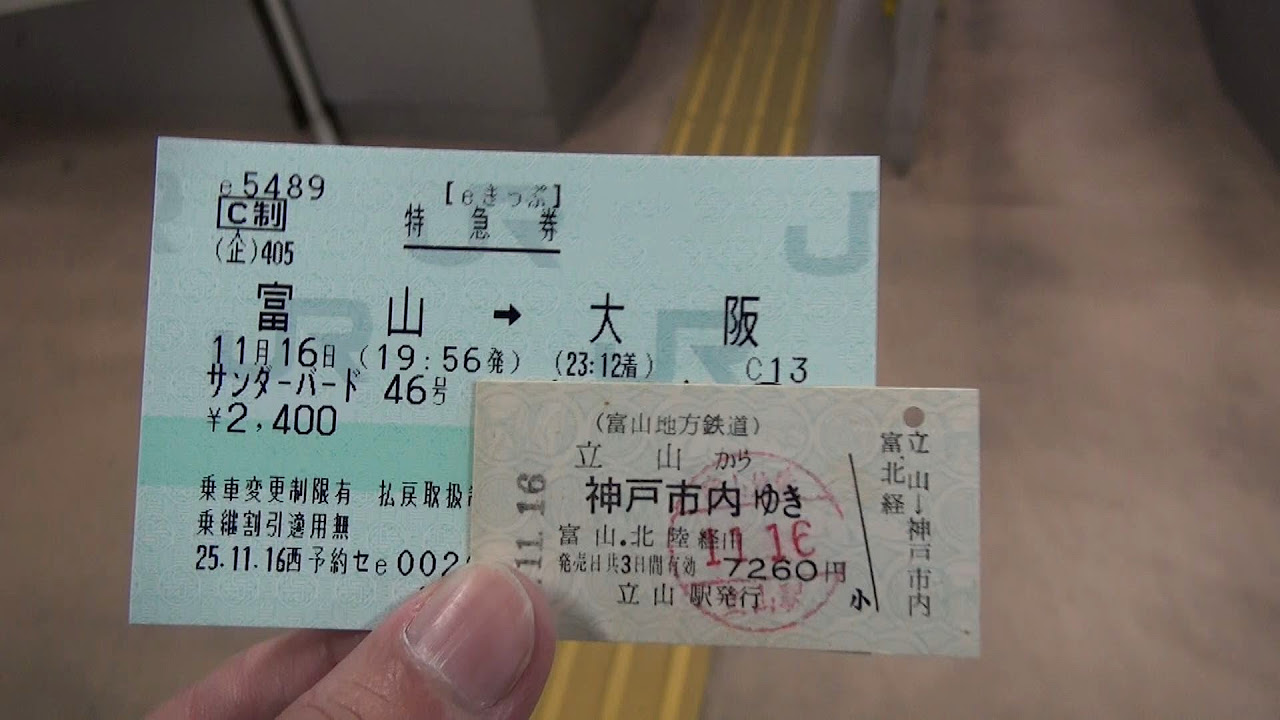 e5489
【eきっぷ】
C制
特急券
(企)405
富山 → 大阪
11月16日 (19:56発) (23:12着) C13
サンダーバード 46号
¥2,400
乗車変更制限有 払戻取扱
乗継割引適用無
25.11.16西予約セe002
(富山地方鉄道)
立山から
神戸市内ゆき
富山.北陸経由
発売日共3日間有効 7260円
立山駅発行
小
.11.16
11.16
立山→神戸市内
富.北経
JR